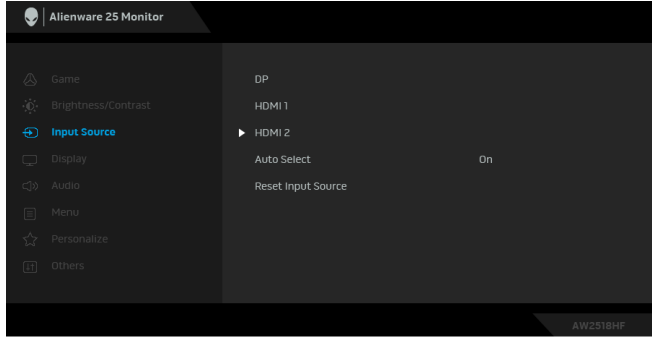 Alienware 25 Monitor
Game
DP
Brightness/Contrast
HDMI 1
Input Source
HDMI 2
Display
Auto Select On
Audio
Reset Input Source
Menu
Personalize
Others
AW2518HF